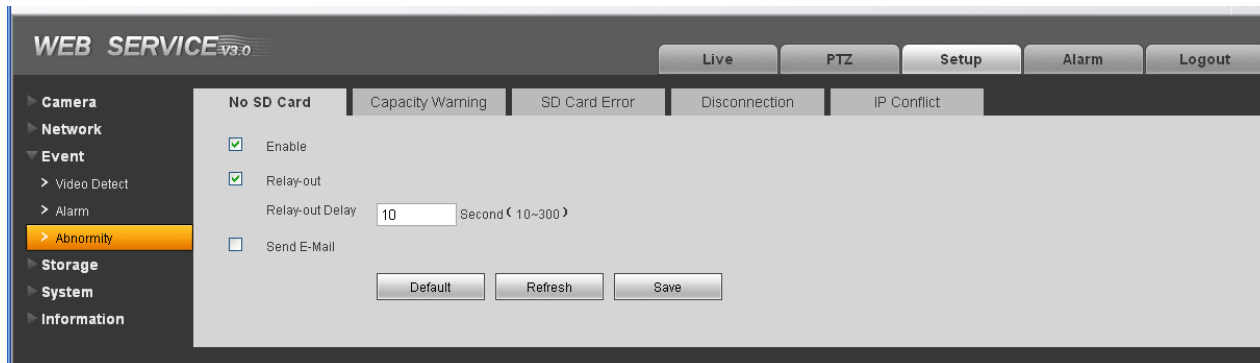 WEB SERVICE V3.0
Live PTZ Setup Alarm Logout
Camera
Network
Event
Video Detect
Alarm
Abnormity
Storage
System
Information
No SD Card Capacity Warning SD Card Error Disconnection IP Conflict
Enable
Relay-out
Relay-out Delay 10 Second ( 10~300 )
Send E-Mail
Default Refresh Save